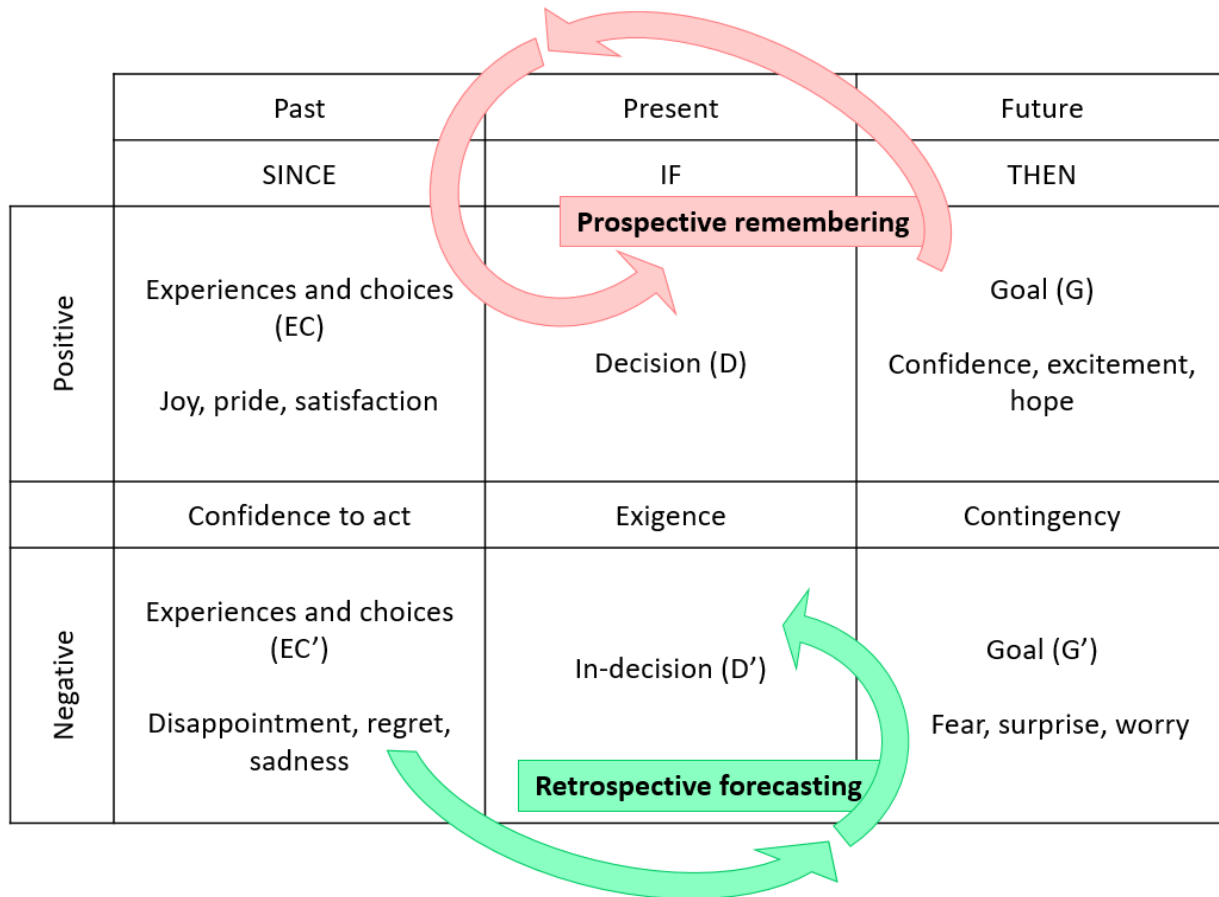 Past
Present
Future
SINCE
IF
THEN
Prospective remembering
Positive
Experiences and choices
(EC)
Joy, pride, satisfaction
Decision (D)
Goal (G)
Confidence, excitement,
hope
Confidence to act
Exigence
Contingency
Negative
Experiences and choices
(EC’)
Disappointment, regret,
sadness
In-decision (D’)
Goal (G’)
Fear, surprise, worry
Retrospective forecasting